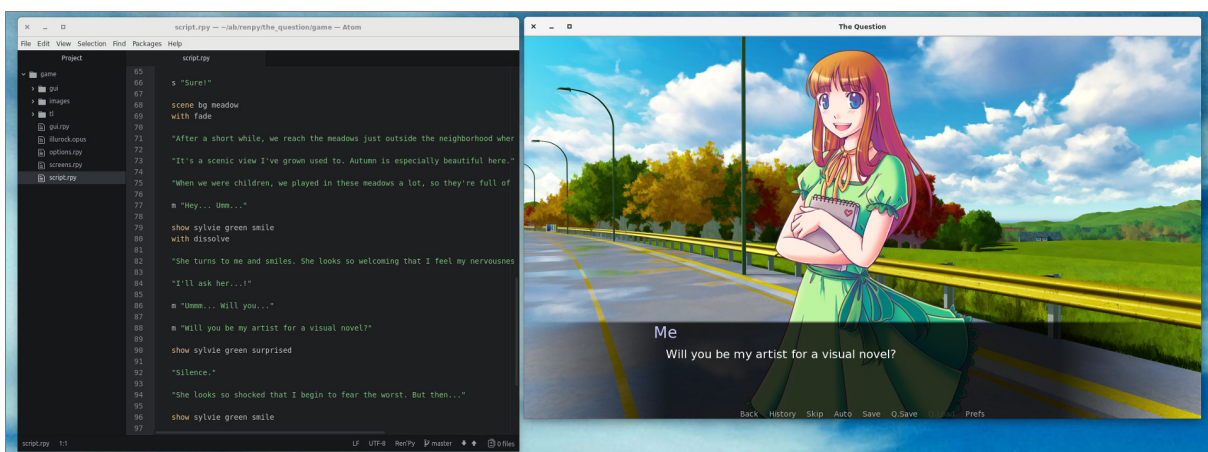 script.rpy — ~/ab/renpy/the_question/game — Atom
File Edit View Selection Find Packages Help
Project
script.rpy
game
gui
images
tl
gui.rpy
illurock.opus
options.rpy
screens.rpy
script.rpy
65
66 s "Sure!"
67
68 scene bg meadow
69 with fade
70
71 "After a short while, we reach the meadows just outside the neighborhood wher
72
73 "It's a scenic view I've grown used to. Autumn is especially beautiful here."
74
75 "When we were children, we played in these meadows a lot, so they're full of
76
77 m "Hey... Umm..."
78
79 show sylvie green smile
80 with dissolve
81
82 "She turns to me and smiles. She looks so welcoming that I feel my nervousnes
83
84 "I'll ask her...!"
85
86 m "Ummm... Will you..."
87
88 m "Will you be my artist for a visual novel?"
89
90 show sylvie green surprised
91
92 "Silence."
93
94 "She looks so shocked that I begin to fear the worst. But then..."
95
96 show sylvie green smile
97
script.rpy 1:1 LF UTF-8 Ren'Py master 0 files
The Question
Me
Will you be my artist for a visual novel?
Back History Skip Auto Save Q.Save Q.Load Prefs